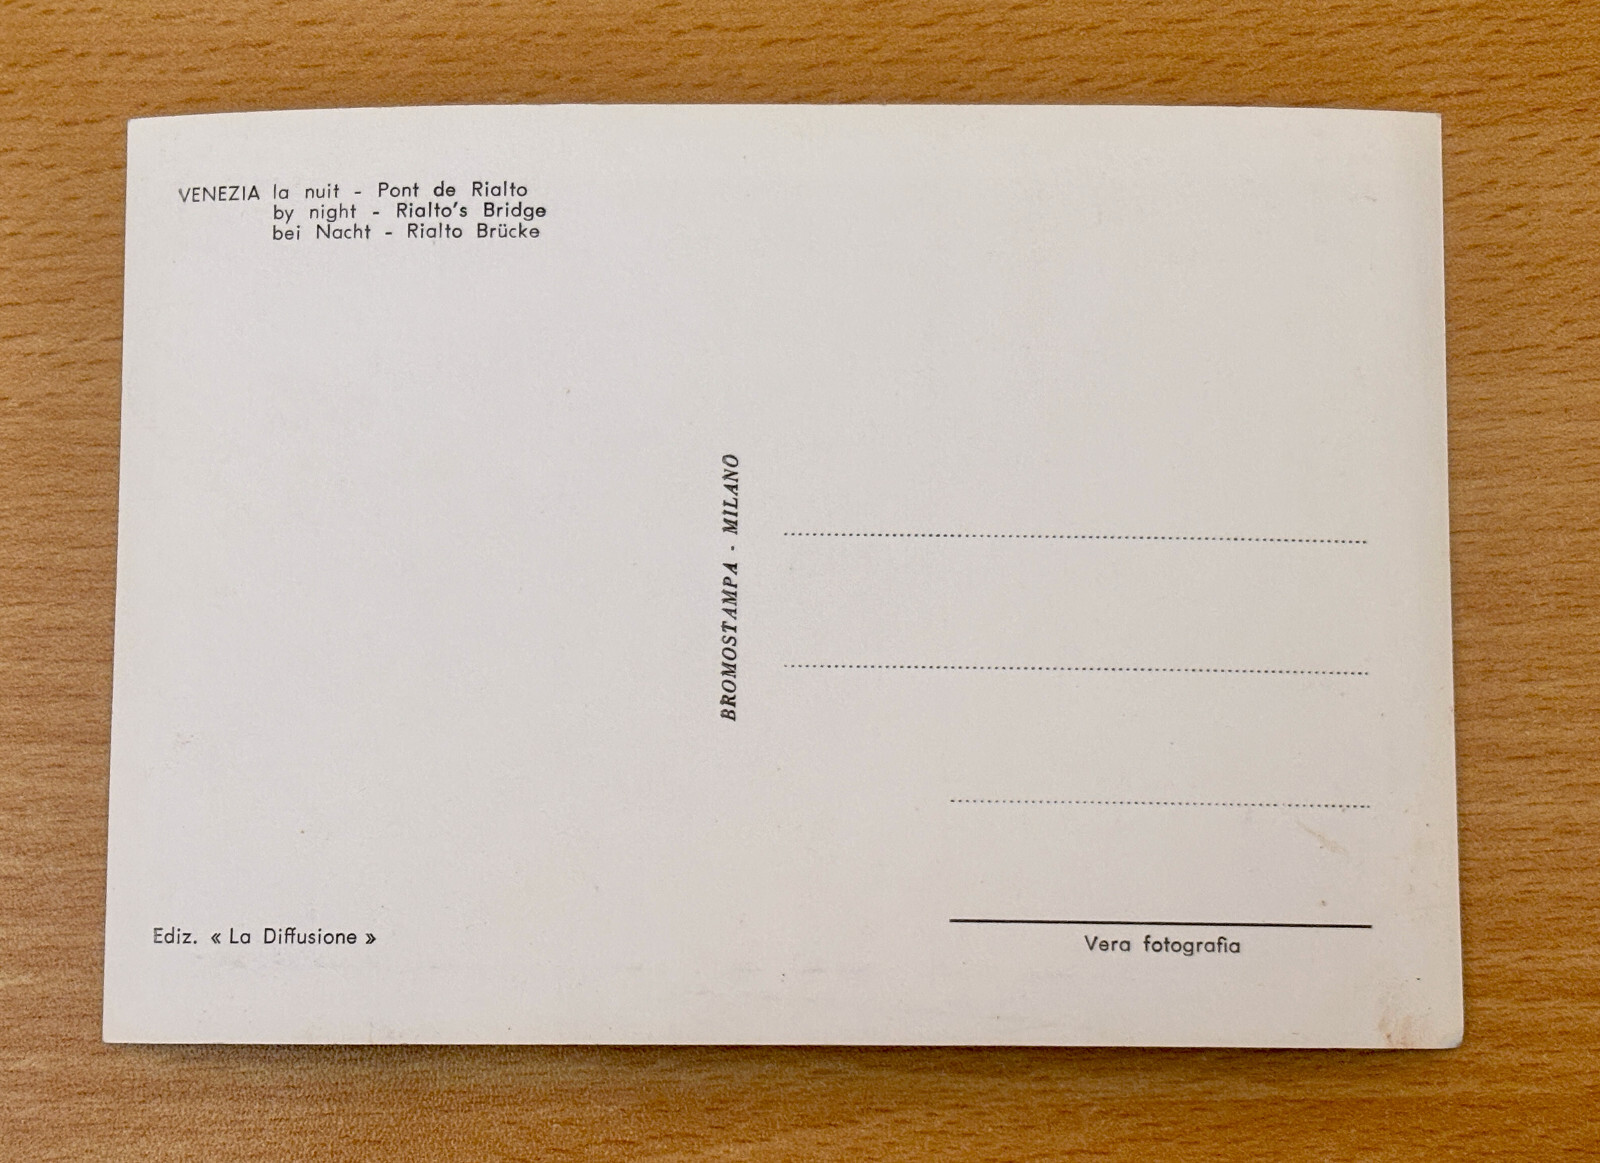 VENEZIA la nuit - Pont de Rialto
by night - Rialto's Bridge
bei Nacht - Rialto Brücke
BROMOSTAMPA - MILANO
Ediz. « La Diffusione »
Vera fotografia